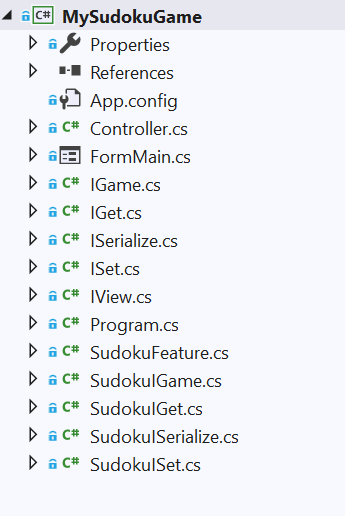 C# MySudokuGame
Properties
References
App.config
C# Controller.cs
FormMain.cs
C# IGame.cs
C# IGet.cs
C# ISerialize.cs
C# ISet.cs
C# IView.cs
C# Program.cs
C# SudokuFeature.cs
C# SudokuIGame.cs
C# SudokuIGet.cs
C# SudokuISerialize.cs
C# SudokuISet.cs